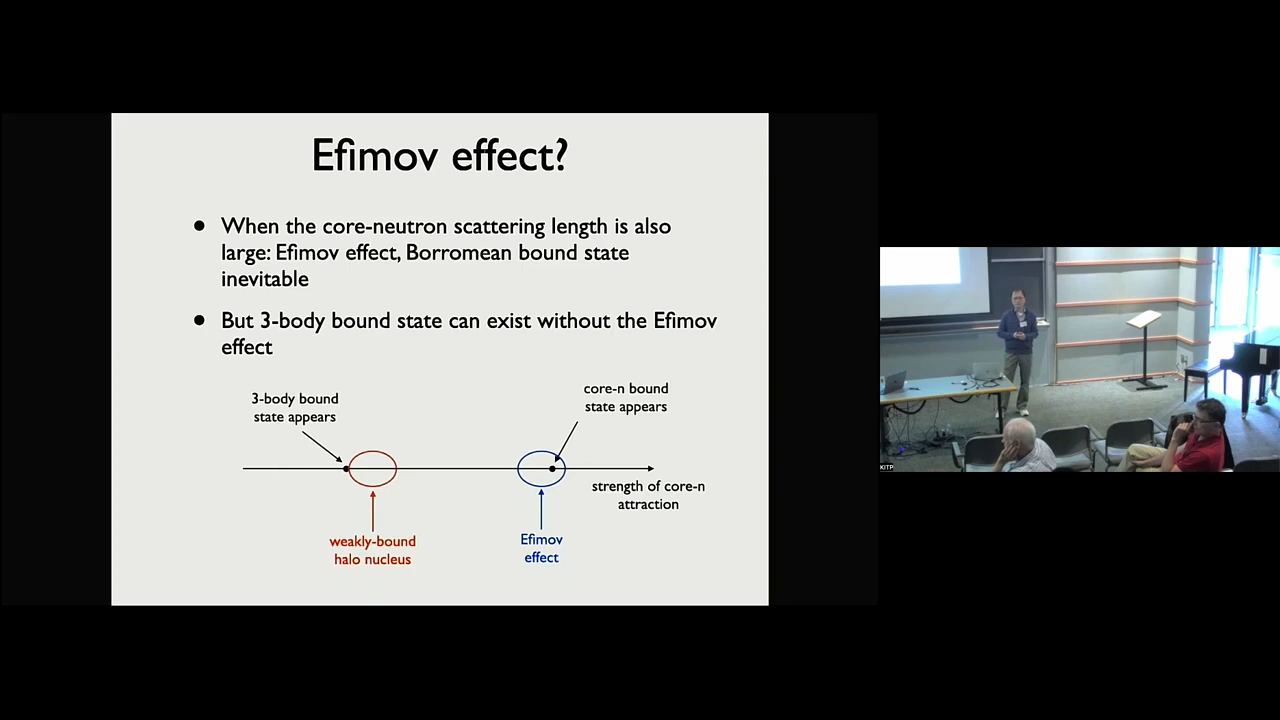 Efimov effect?
• When the core-neutron scattering length is also
large: Efimov effect, Borromean bound state
inevitable
• But 3-body bound state can exist without the Efimov
effect
3-body bound
state appears
core-n bound
state appears
strength of core-n
attraction
weakly-bound
halo nucleus
Efimov
effect
KITP